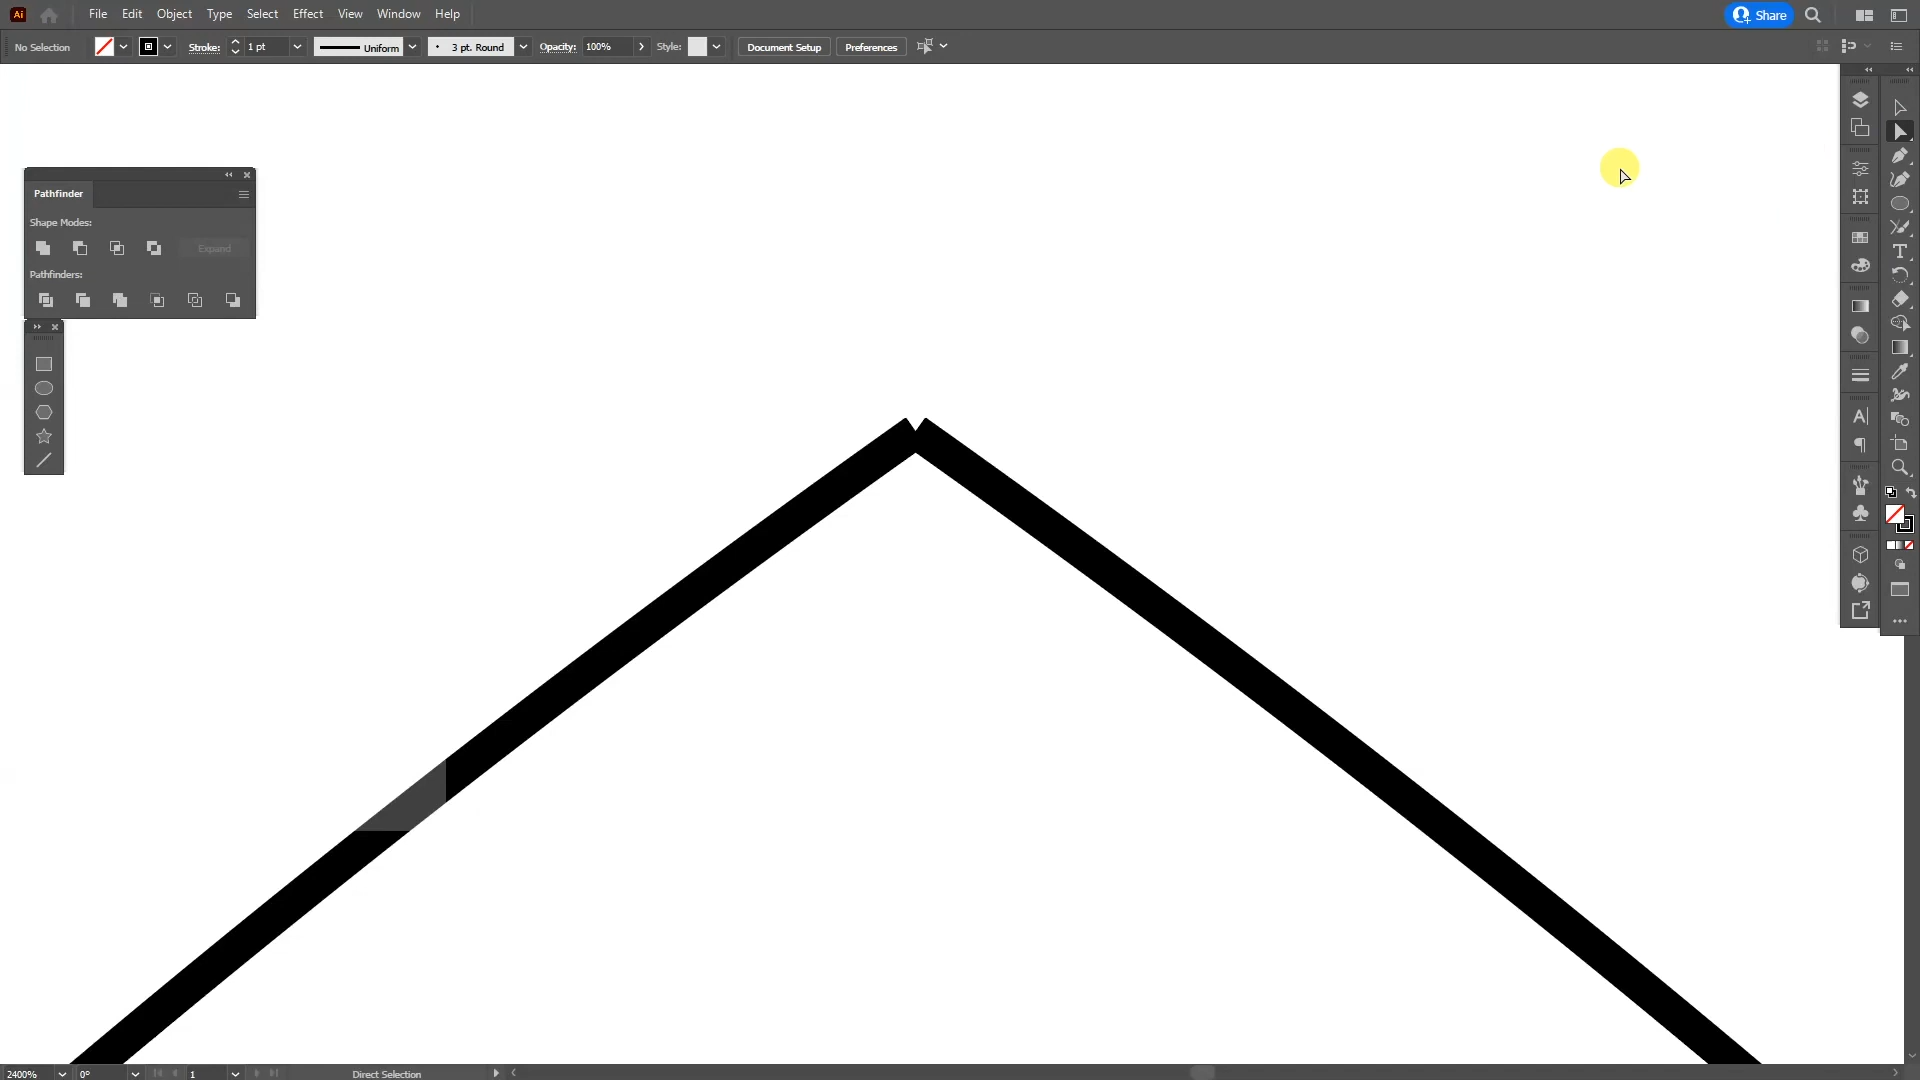 Ai File Edit Object Type Select Effect View Window Help Share
No Selection Stroke: 1 pt Uniform 3 pt. Round Opacity: 100% Style: Document Setup Preferences
Pathfinder
Shape Modes:
Expand
Pathfinders:
2400% 0° 1 Direct Selection